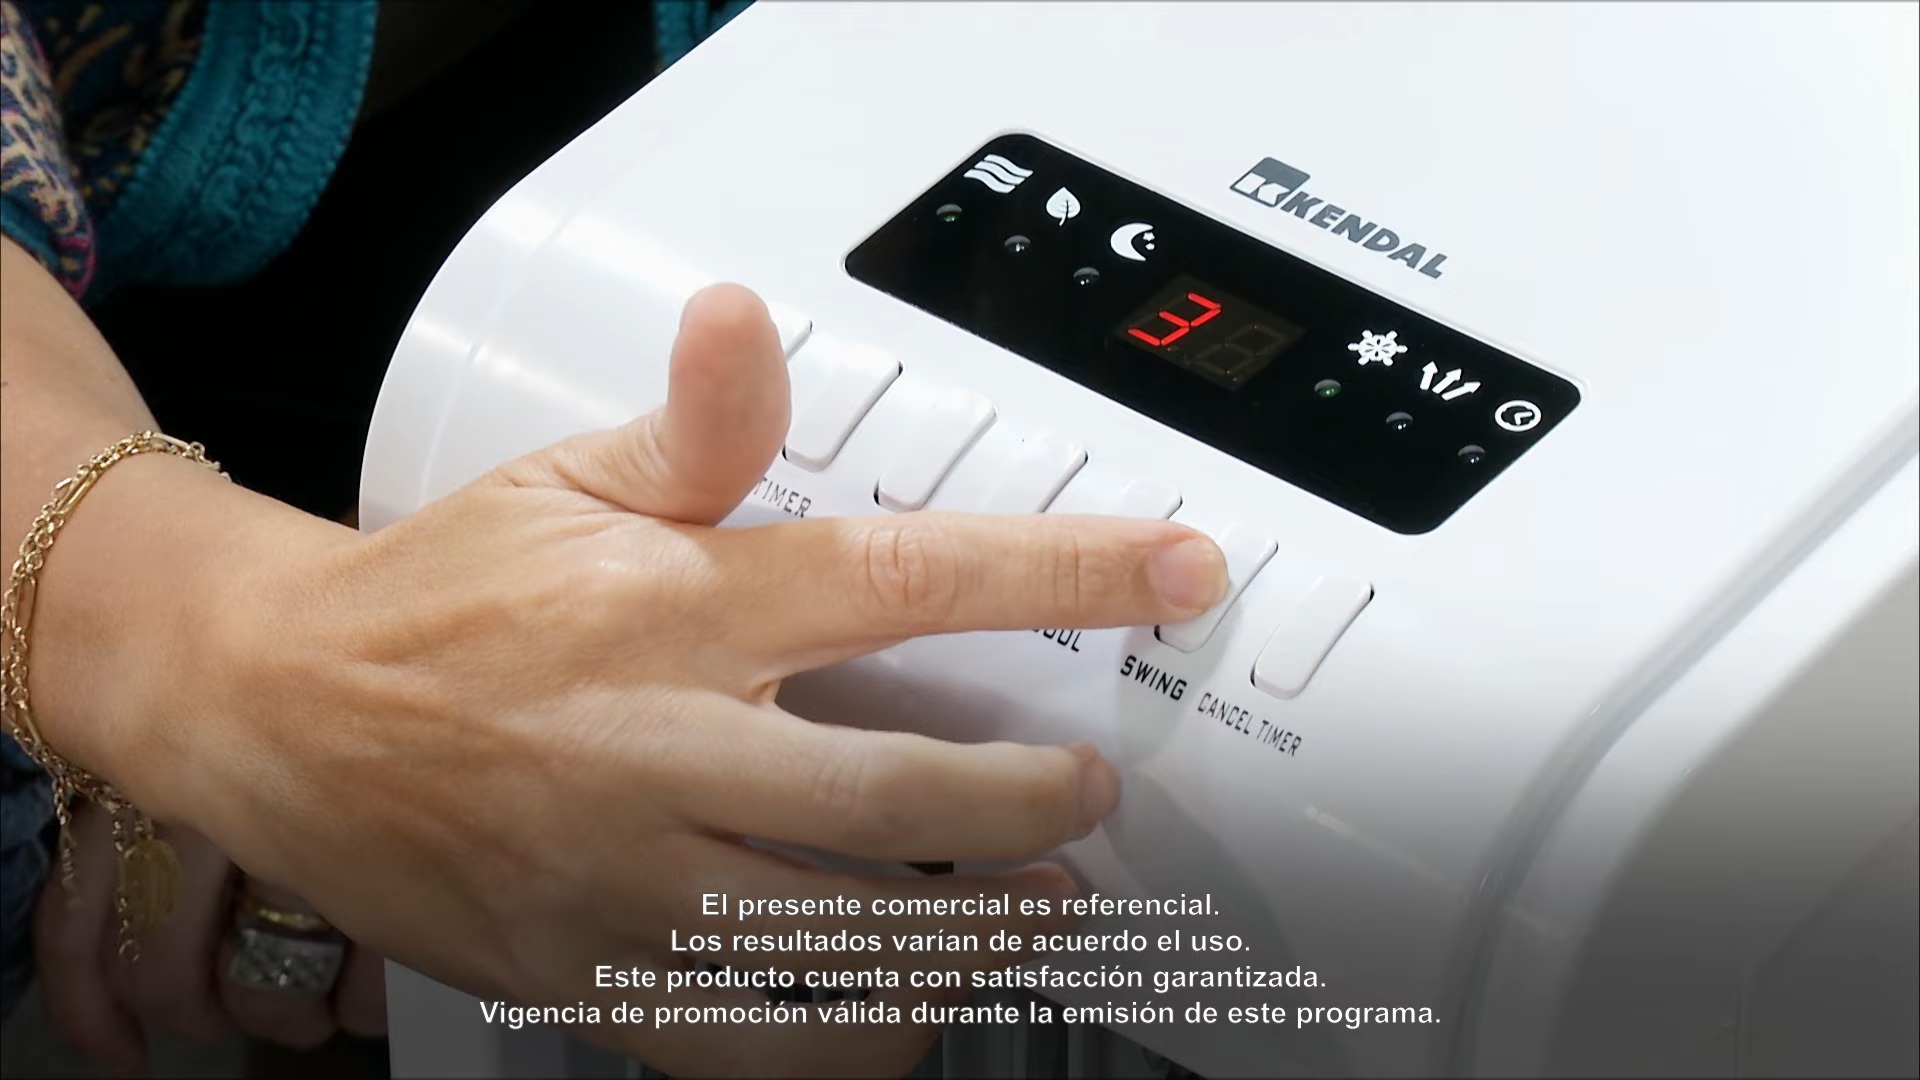 KENDAL
3
TIMER
SWING
CANCEL TIMER
El presente comercial es referencial.
Los resultados varían de acuerdo el uso.
Este producto cuenta con satisfacción garantizada.
Vigencia de promoción válida durante la emisión de este programa.